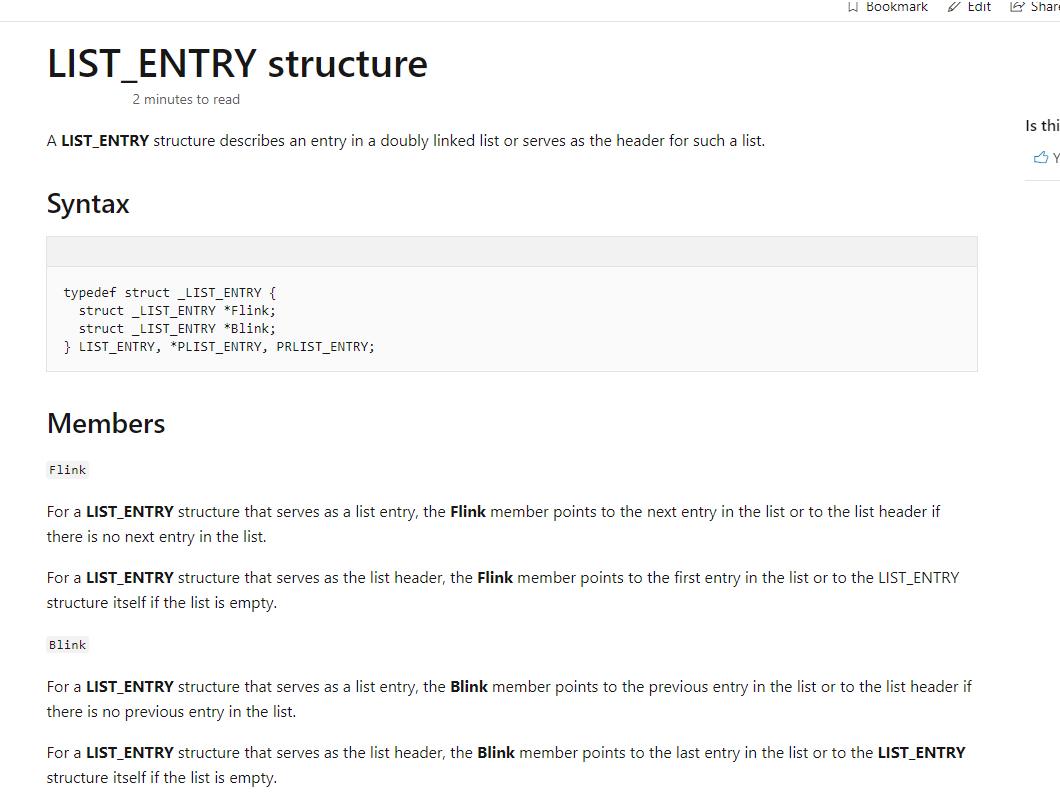 Bookmark Edit Shar
LIST_ENTRY structure
2 minutes to read
Is thi
Y
A LIST_ENTRY structure describes an entry in a doubly linked list or serves as the header for such a list.
Syntax
typedef struct _LIST_ENTRY {
  struct _LIST_ENTRY *Flink;
  struct _LIST_ENTRY *Blink;
} LIST_ENTRY, *PLIST_ENTRY, PRLIST_ENTRY;
Members
Flink
For a LIST_ENTRY structure that serves as a list entry, the Flink member points to the next entry in the list or to the list header if
there is no next entry in the list.
For a LIST_ENTRY structure that serves as the list header, the Flink member points to the first entry in the list or to the LIST_ENTRY
structure itself if the list is empty.
Blink
For a LIST_ENTRY structure that serves as a list entry, the Blink member points to the previous entry in the list or to the list header if
there is no previous entry in the list.
For a LIST_ENTRY structure that serves as the list header, the Blink member points to the last entry in the list or to the LIST_ENTRY
structure itself if the list is empty.